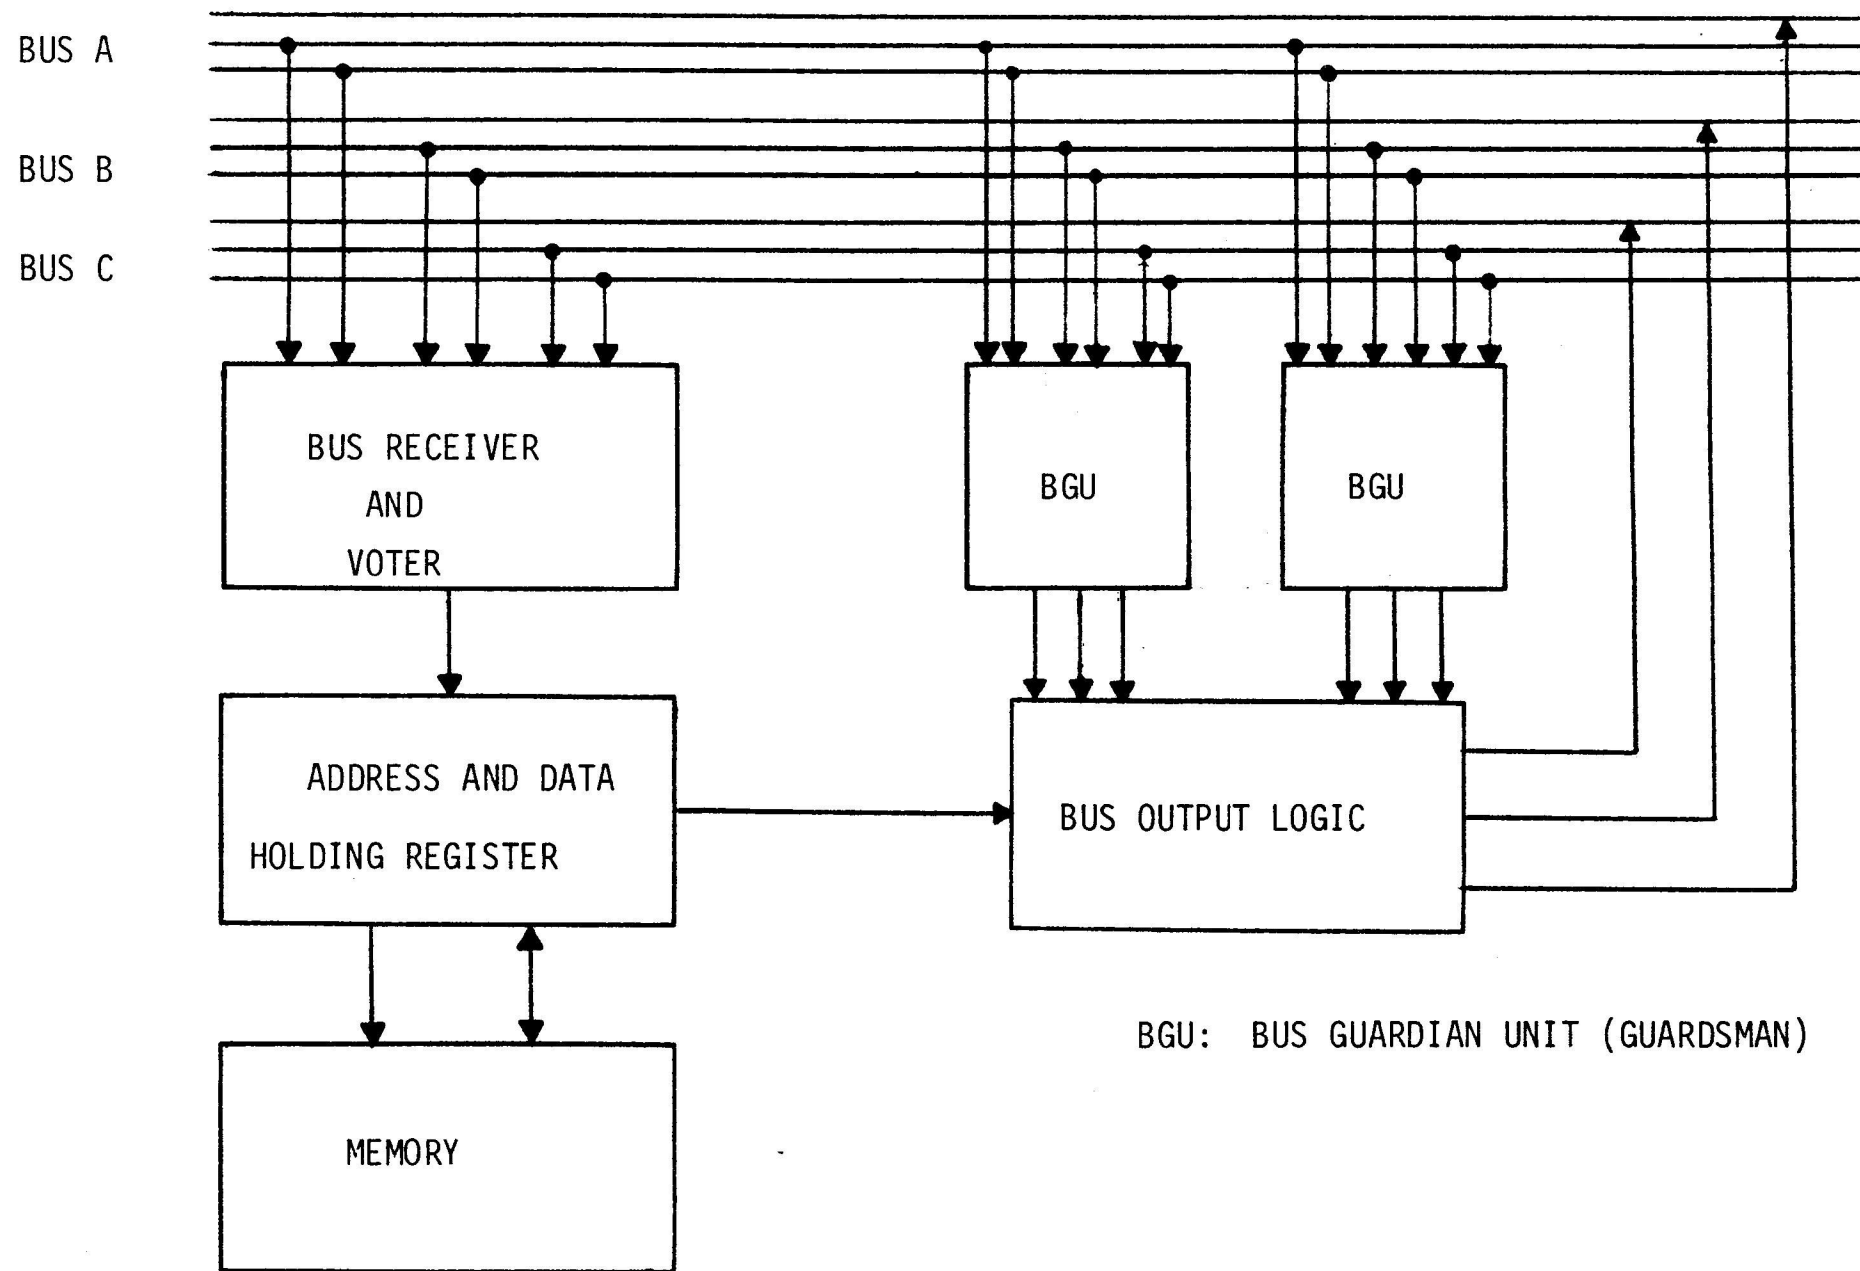 BUS A
BUS B
BUS C
BUS RECEIVER
AND
VOTER
BGU
BGU
ADDRESS AND DATA
HOLDING REGISTER
BUS OUTPUT LOGIC
BGU: BUS GUARDIAN UNIT (GUARDSMAN)
MEMORY